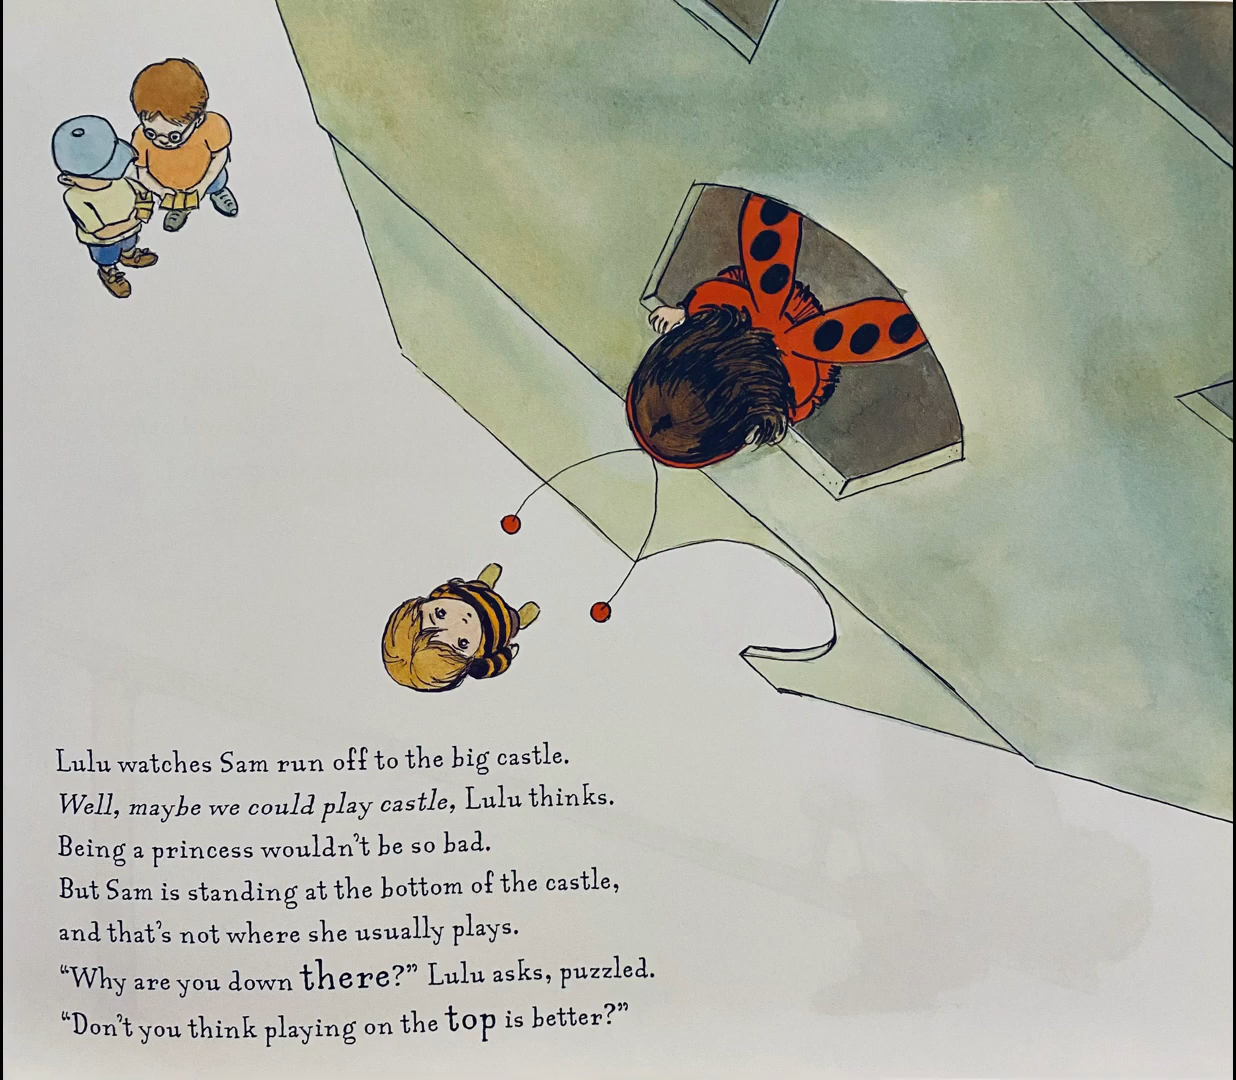 Lulu watches Sam run off to the big castle.
Well, maybe we could play castle, Lulu thinks.
Being a princess wouldn’t be so bad.
But Sam is standing at the bottom of the castle,
and that’s not where she usually plays.
“Why are you down there?” Lulu asks, puzzled.
“Don’t you think playing on the top is better?”